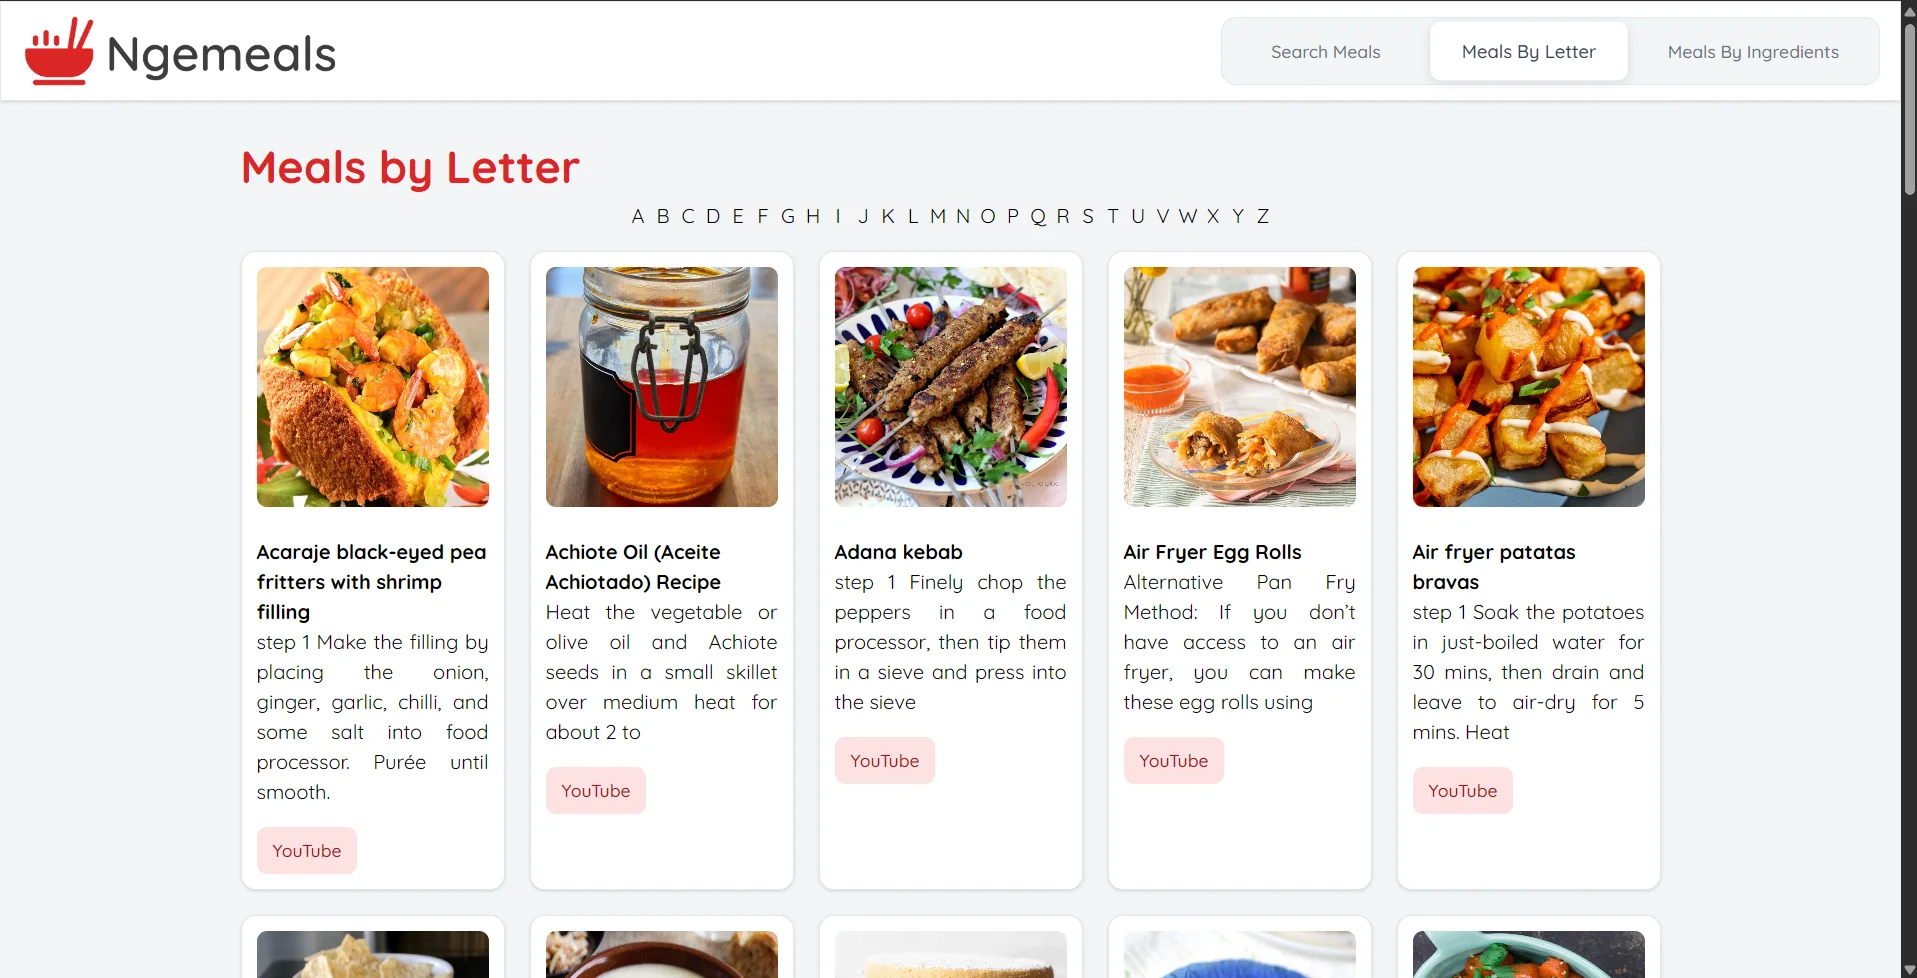 Ngemeals
Search Meals
Meals By Letter
Meals By Ingredients
Meals by Letter
A B C D E F G H I J K L M N O P Q R S T U V W X Y Z
Acaraje black-eyed pea
fritters with shrimp
filling
step 1 Make the filling by
placing the onion,
ginger, garlic, chilli, and
some salt into food
processor. Purée until
smooth.
YouTube
Achiote Oil (Aceite
Achiotado) Recipe
Heat the vegetable or
olive oil and Achiote
seeds in a small skillet
over medium heat for
about 2 to
YouTube
Adana kebab
step 1 Finely chop the
peppers in a food
processor, then tip them
in a sieve and press into
the sieve
YouTube
Air Fryer Egg Rolls
Alternative Pan Fry
Method: If you don’t
have access to an air
fryer, you can make
these egg rolls using
YouTube
Air fryer patatas
bravas
step 1 Soak the potatoes
in just-boiled water for
30 mins, then drain and
leave to air-dry for 5
mins. Heat
YouTube